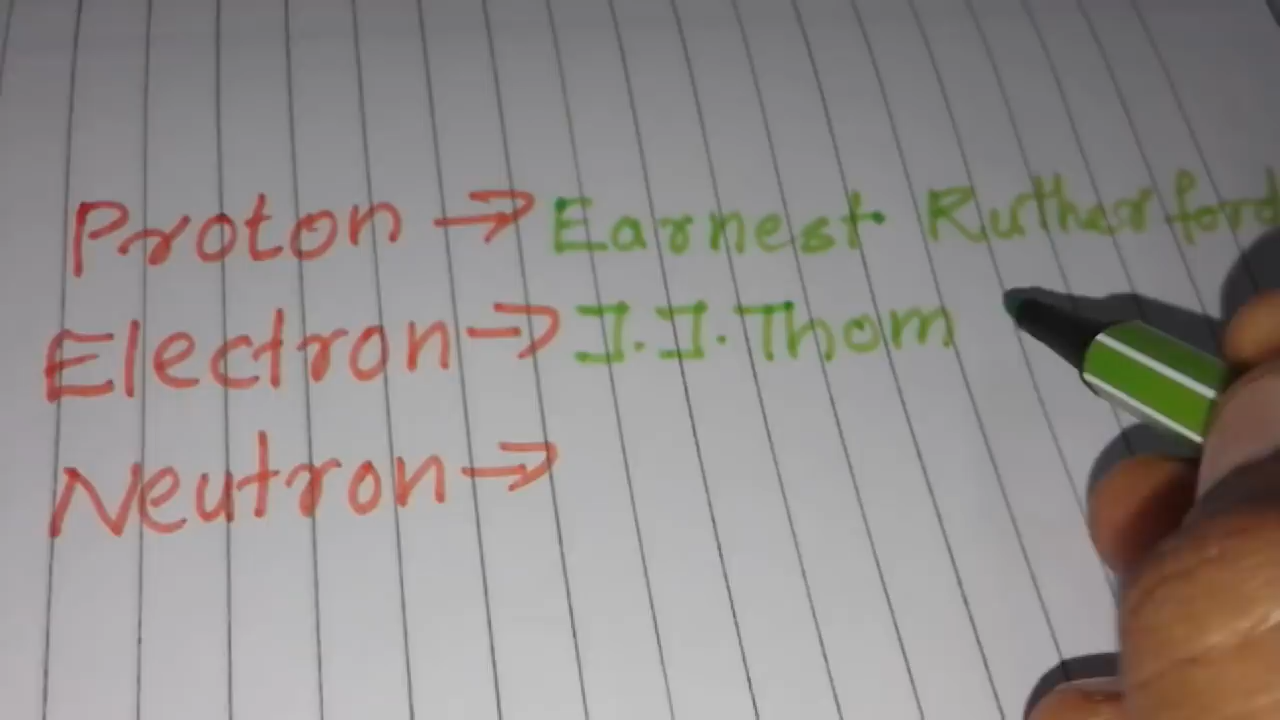 Proton → Earnest Rutherford
Electron → J.J.Thom
Neutron →